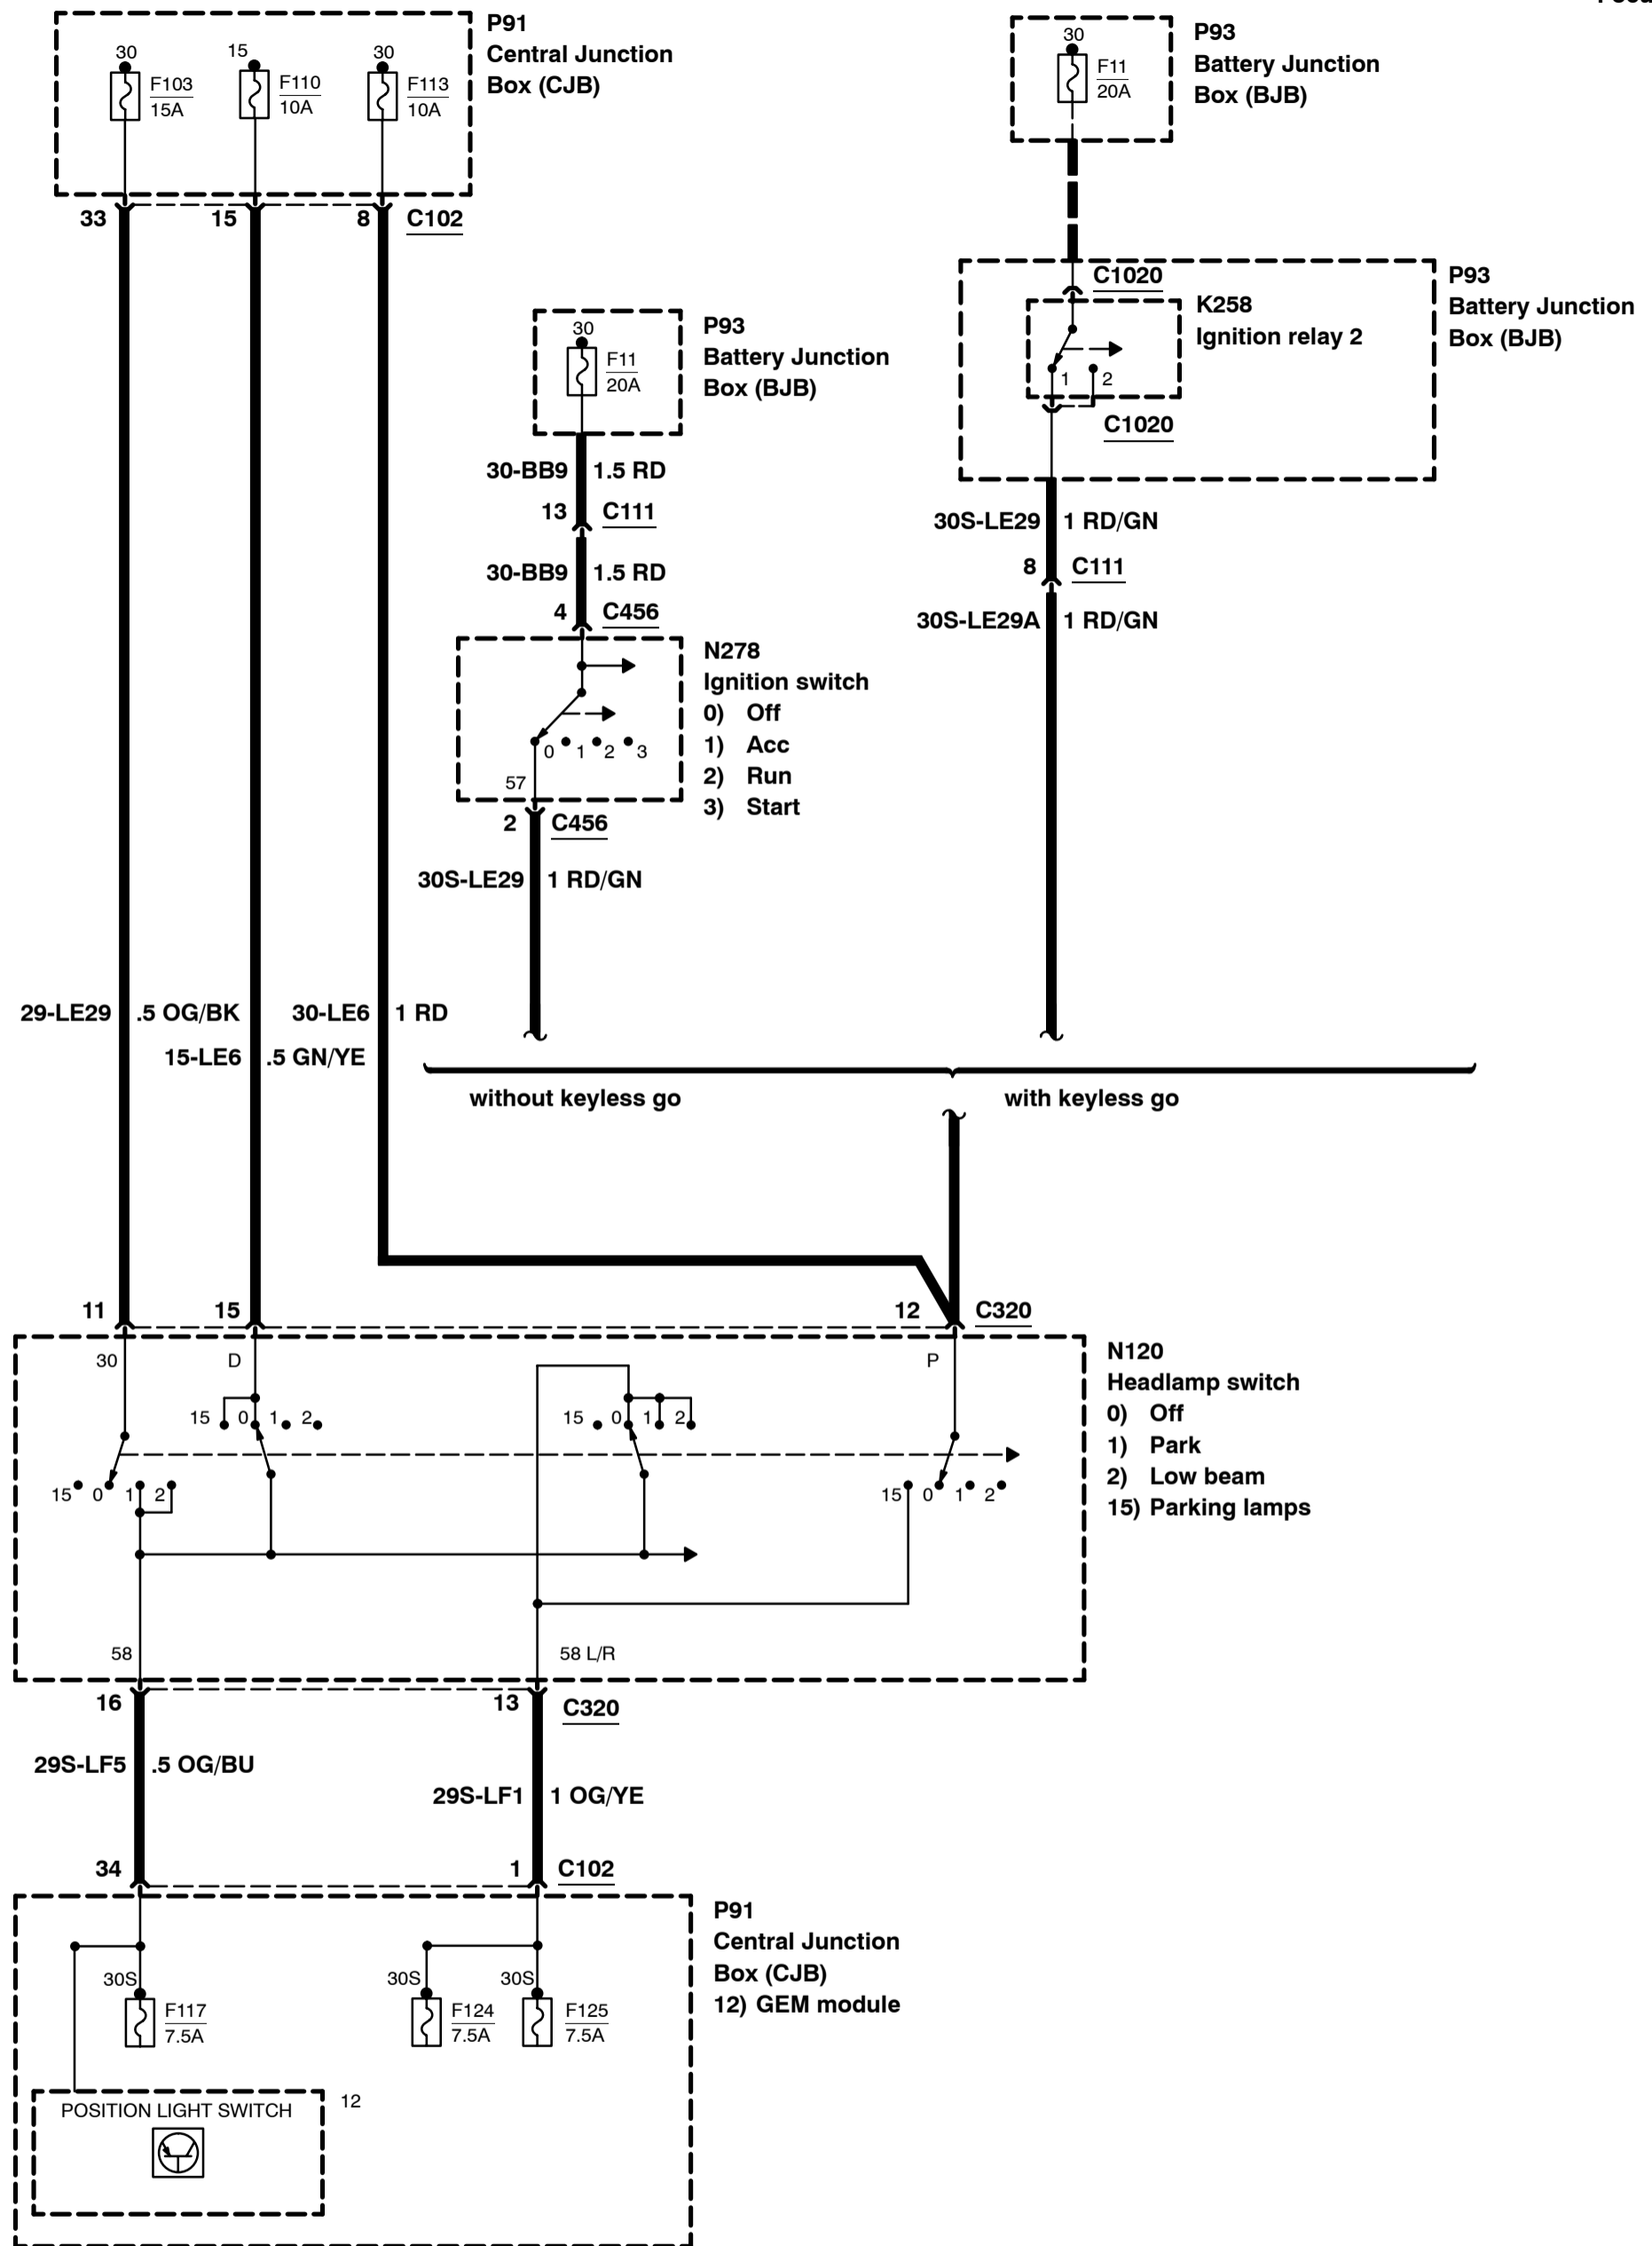 P91
Central Junction
Box (CJB)
30
F103
15A
15
F110
10A
30
F113
10A
33
15
8
C102
P93
Battery Junction
Box (BJB)
30
F11
20A
C1020
K258
Ignition relay 2
1
2
C1020
P93
Battery Junction
Box (BJB)
30
F11
20A
P93
Battery Junction
Box (BJB)
30-BB9 1.5 RD
13 C111
30-BB9 1.5 RD
4 C456
30S-LE29 1 RD/GN
8 C111
30S-LE29A 1 RD/GN
N278
Ignition switch
0) Off
1) Acc
2) Run
3) Start
0 1 2 3
57
2 C456
30S-LE29 1 RD/GN
29-LE29 .5 OG/BK
30-LE6 1 RD
15-LE6 .5 GN/YE
without keyless go
with keyless go
11
15
12
C320
30
D
P
N120
Headlamp switch
0) Off
1) Park
2) Low beam
15) Parking lamps
15 0 1 2
15 0 1 2
15 0 1 2
15 0 1 2
58
58 L/R
16
13
C320
29S-LF5 .5 OG/BU
29S-LF1 1 OG/YE
34
1
C102
P91
Central Junction
Box (CJB)
12) GEM module
30S
F117
7.5A
30S
F124
7.5A
30S
F125
7.5A
12
POSITION LIGHT SWITCH